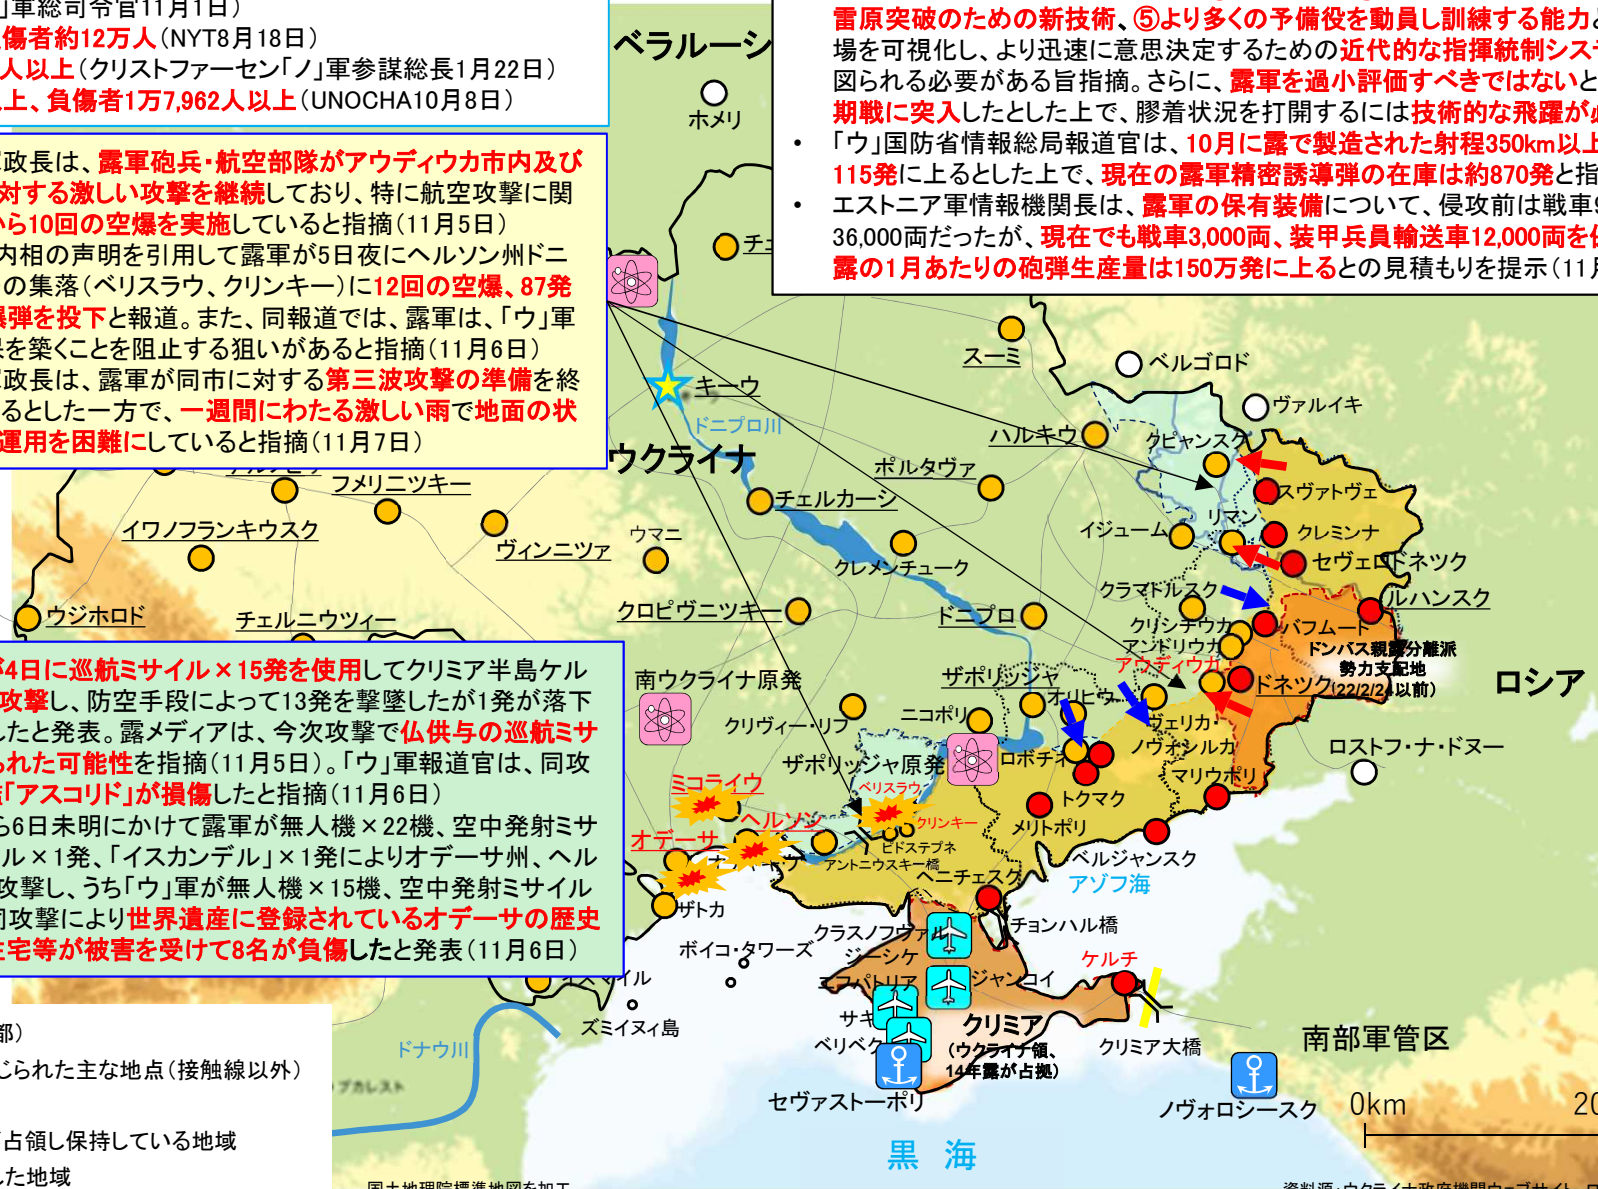 」軍総司令官11月1日）
傷者約12万人（NYT8月18日）
人以上（クリストファーセン「ノ」軍参謀総長1月22日）
上、負傷者1万7,962人以上（UNOCHA10月8日）
雷原突破のための新技術、⑤より多くの予備役を動員し訓練する能力
場を可視化し、より迅速に意思決定するための近代的な指揮統制シス
図られる必要がある旨指摘。さらに、露軍を過小評価すべきではないと
期戦に突入したとした上で、膠着状況を打開するには技術的な飛躍が
• 「ウ」国防省情報総局報道官は、10月に露で製造された射程350km以上
115発に上るとした上で、現在の露軍精密誘導弾の在庫は約870発と指
• エストニア軍情報機関長は、露軍の保有装備について、侵攻前は戦車
36,000両だったが、現在でも戦車3,000両、装甲兵員輸送車12,000両を
露の1月あたりの砲弾生産量は150万発に上るとの見積もりを提示（11
軍政長は、露軍砲兵・航空部隊がアウディウカ市内及び
対する激しい攻撃を継続しており、特に航空攻撃に関
から10回の空爆を実施していると指摘（11月5日）
内相の声明を引用して露軍が5日夜にヘルソン州ドニ
の集落（ベリスラウ、クリンキー）に12回の空爆、87発
爆弾を投下と報道。また、同報道では、露軍は、「ウ」軍
を築くことを阻止する狙いがあると指摘（11月6日）
軍政長は、露軍が同市に対する第三波攻撃の準備を終
るとした一方で、一週間にわたる激しい雨で地面の状
運用を困難にしていると指摘（11月7日）
4日に巡航ミサイル×15発を使用してクリミア半島ケル
攻撃し、防空手段によって13発を撃墜したが1発が落下
したと発表。露メディアは、今次攻撃で仏供与の巡航ミサ
られた可能性を指摘（11月5日）。「ウ」軍報道官は、同攻
「アスコリド」が損傷したと指摘（11月6日）
ら6日未明にかけて露軍が無人機×22機、空中発射ミサ
ル×1発、「イスカンデル」×1発によりオデーサ州、ヘル
攻撃し、うち「ウ」軍が無人機×15機、空中発射ミサイル
同攻撃により世界遺産に登録されているオデーサの歴史
住宅等が被害を受けて8名が負傷したと発表（11月6日）
ベラルーシ
ホメリ
スーミ
ベルゴロド
ヴァルイキ
キーウ
ドニプロ川
ハルキウ
クピャンスク
ウクライナ
ポルタヴァ
スヴァトヴェ
フメリニツキー
チェルカーシ
イワノフランキウスク
ヴィンニツァ
ウマニ
クレメンチューク
イジューム
リマン
クレミンナ
セヴェロドネツク
クラマトルスク
ウジホロド
チェルニウツィー
クロピヴニツキー
ドニプロ
ルハンスク
クリシチウカ
バフムート
アンドリウカ
アウディウカ
ドンバス親露分離派
勢力支配地
(22/2/24以前)
ロシア
南ウクライナ原発
ザポリッジャ
オリヒウ
ドネツク
クリヴィー・リフ
ニコポリ
ヴェリカ・
ノヴォシルカ
ロストフ・ナ・ドヌー
ザポリッジャ原発
ロボチネ
マリウポリ
ミコライウ
ベリスラウ
トクマク
オデーサ
ヘルソン
クリンキー
ビドステプネ
メリトポリ
アントニウスキー橋
ヘニチェスク
ベルジャンスク
アゾフ海
ザトカ
クラスノフヴァル
チョンハル橋
ボイコ・タワーズ
ジーシケ
ケルチ
エフパトリア
ジャンコイ
イズマイル
サキ
ズミイヌィ島
ベリベク
クリミア
（ウクライナ領、
14年露が占拠）
クリミア大橋
南部軍管区
ドナウ川
ブカレスト
セヴァストーポリ
ノヴォロシースク
0km
20
黒 海
都）
じられた主な地点（接触線以外）
占領し保持している地域
した地域
国土地理院標準地図を加工